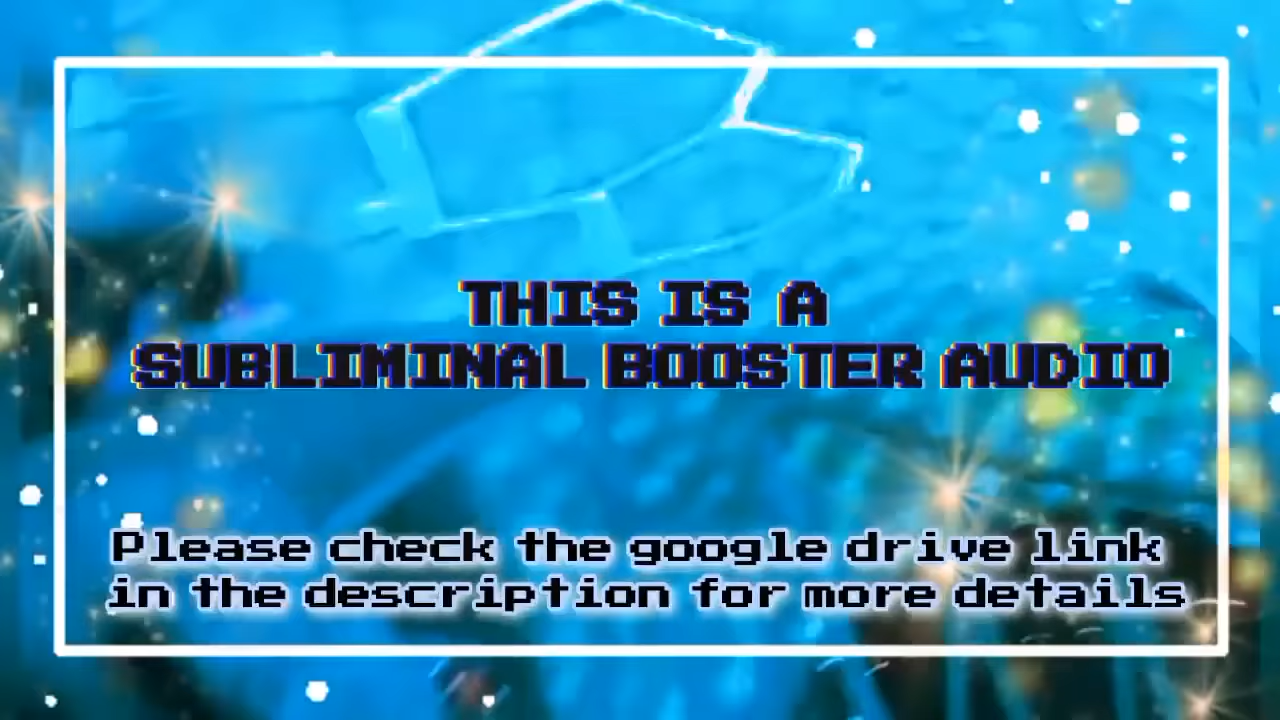 THIS IS A
SUBLIMINAL BOOSTER AUDIO
Please check the google drive link
in the description for more details